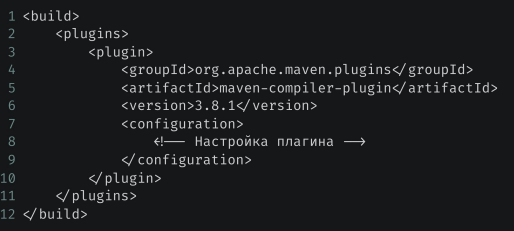 1 <build>
2     <plugins>
3         <plugin>
4             <groupId>org.apache.maven.plugins</groupId>
5             <artifactId>maven-compiler-plugin</artifactId>
6             <version>3.8.1</version>
7             <configuration>
8                 <!-- Настройка плагина -->
9             </configuration>
10         </plugin>
11     </plugins>
12 </build>